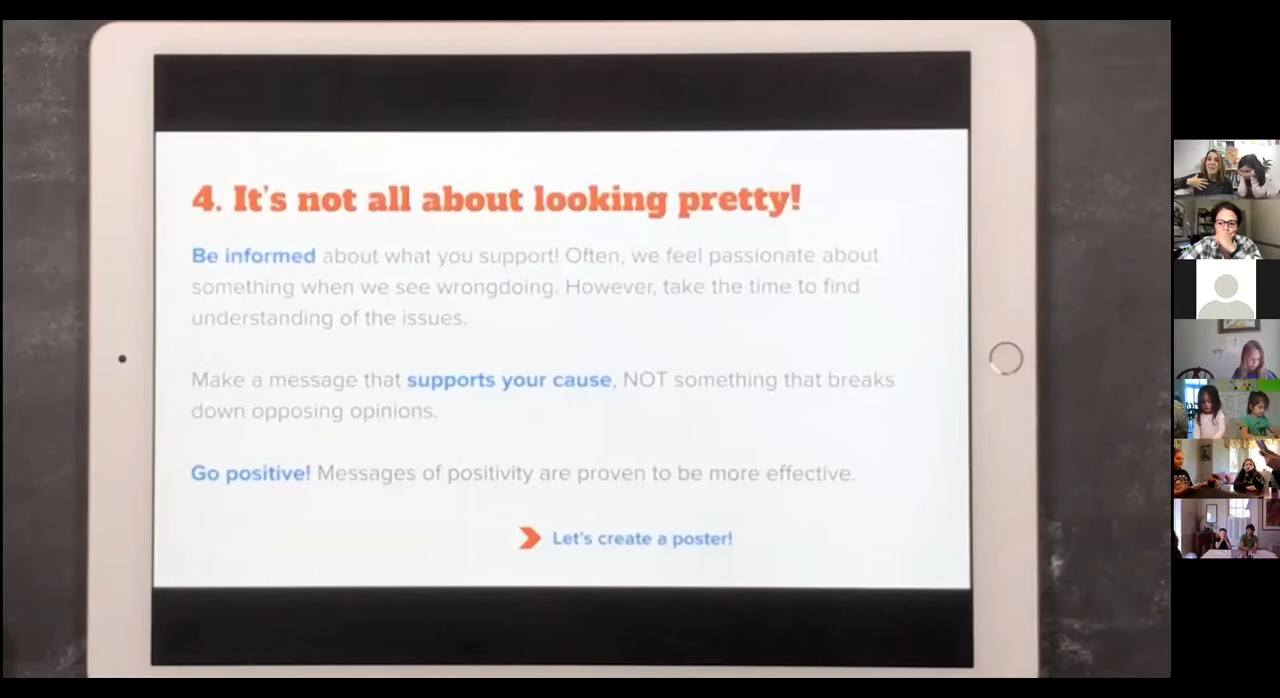 4. It's not all about looking pretty!
Be informed about what you support! Often, we feel passionate about
something when we see wrongdoing. However, take the time to find
understanding of the issues.
Make a message that supports your cause, NOT something that breaks
down opposing opinions.
Go positive! Messages of positivity are proven to be more effective.
Let's create a poster!